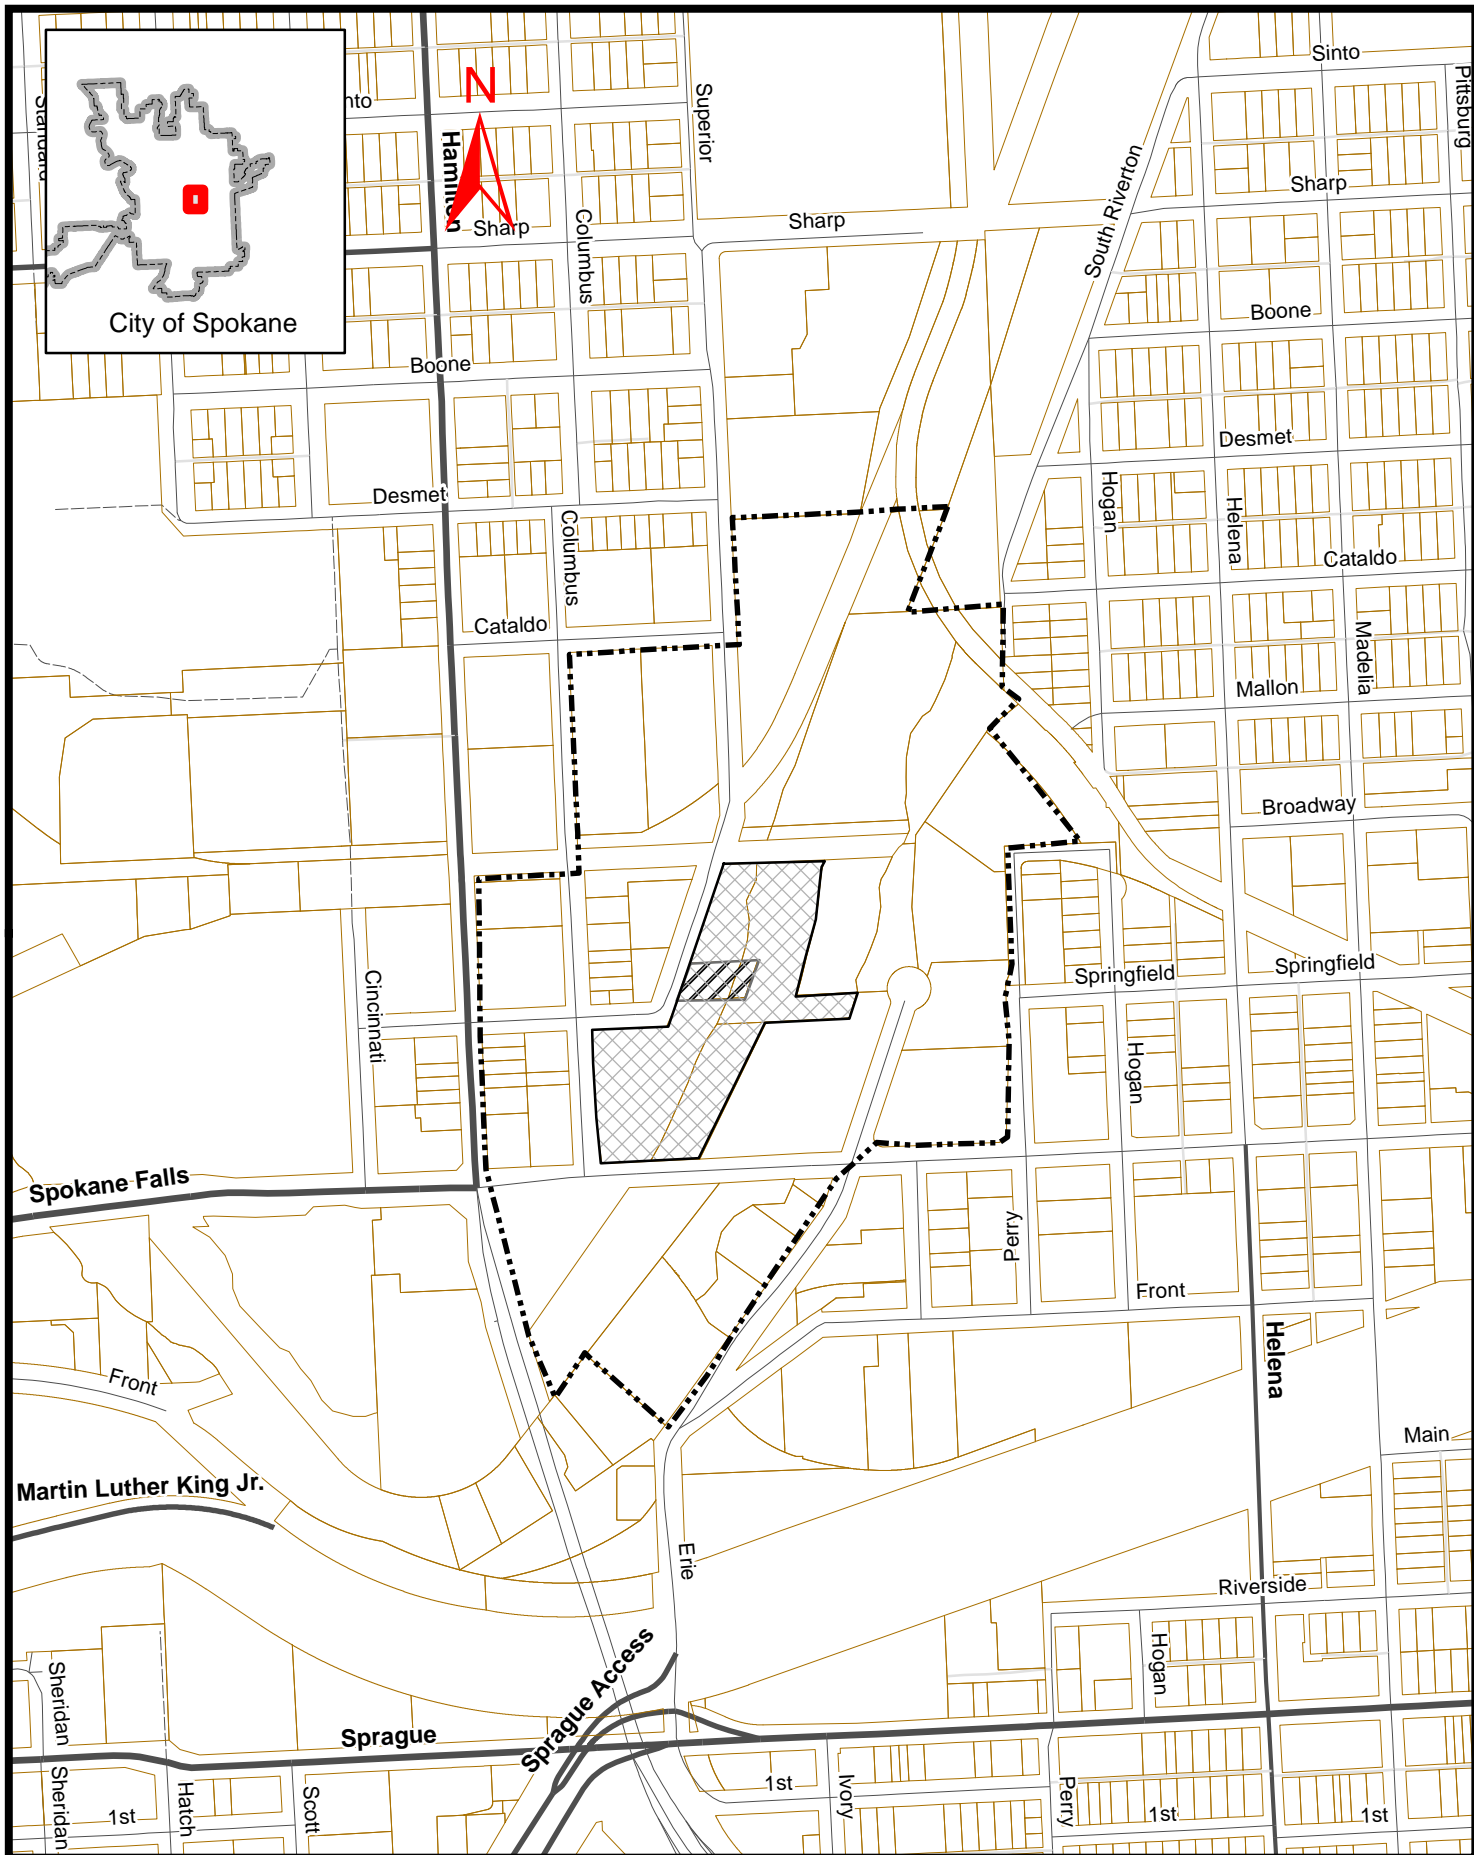 Sinto
Pittsburg
Standard
nto
N
Superior
Hamilton
South Riverton
Sharp
Columbus
Sharp
Sharp
City of Spokane
Boone
Boone
Desmet
Desmet
Hogan
Helena
Columbus
Cataldo
Cataldo
Madelia
Mallon
Broadway
Cincinnati
Springfield
Springfield
Hogan
Spokane Falls
Perry
Front
Helena
Front
Main
Martin Luther King Jr.
Erie
Riverside
Sprague Access
Hogan
Sheridan
Sprague
Sheridan
Hatch
Scott
1st
1st
Ivory
Perry
1st
1st